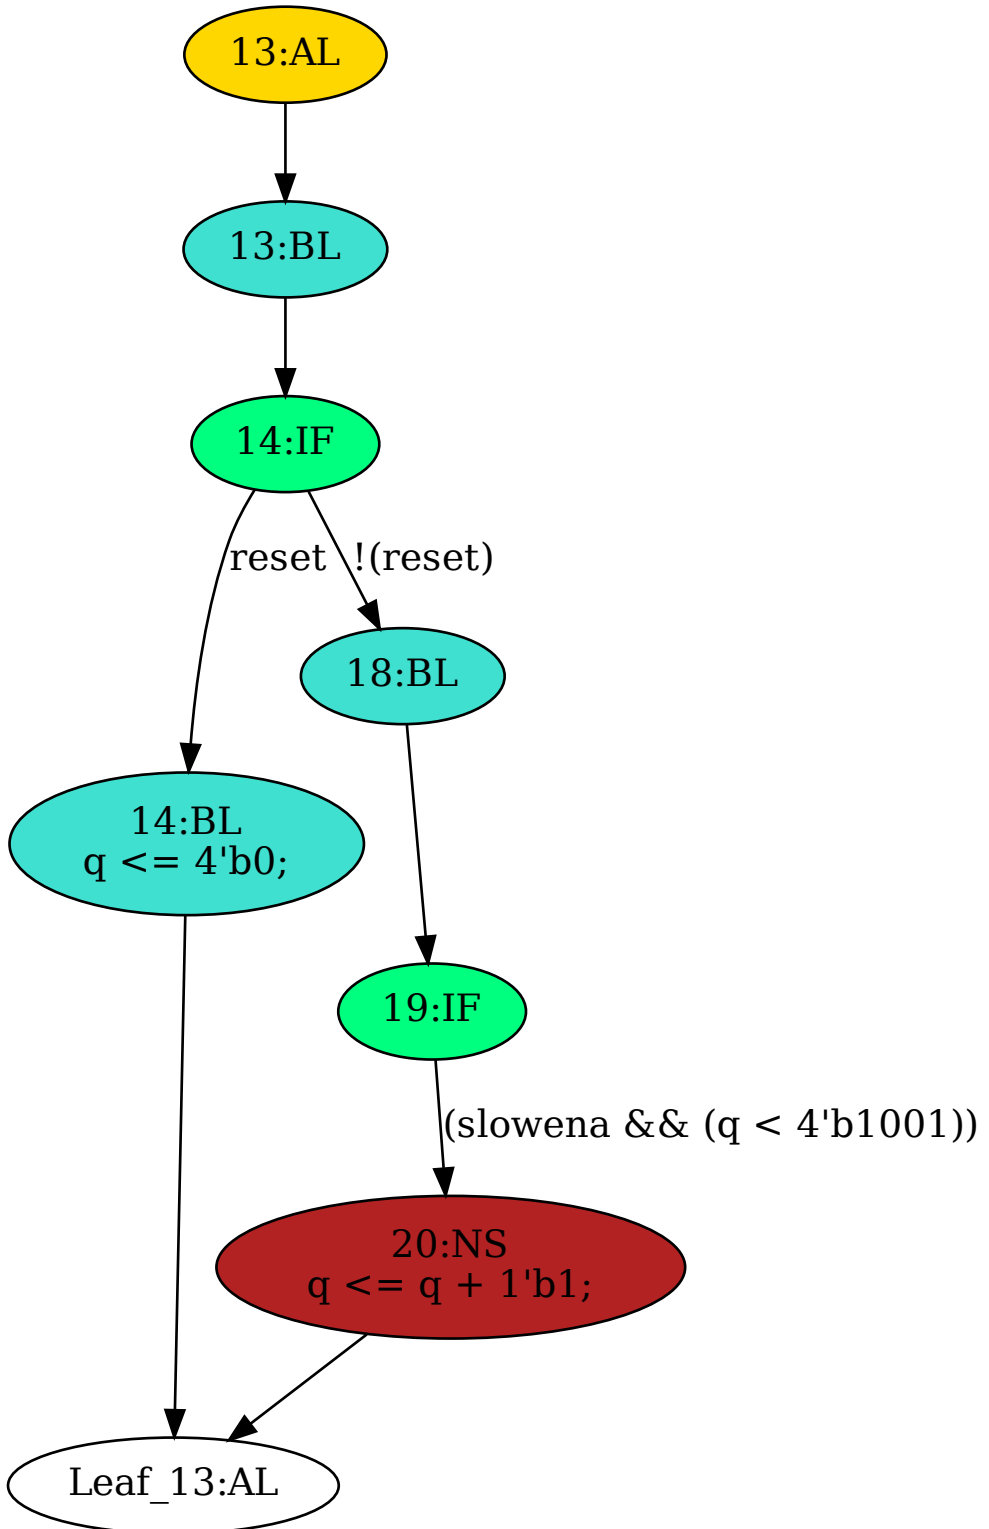 13:AL
13:BL
14:IF
reset
!(reset)
18:BL
14:BL
q <= 4'b0;
19:IF
(slowena && (q < 4'b1001))
20:NS
q <= q + 1'b1;
Leaf_13:AL